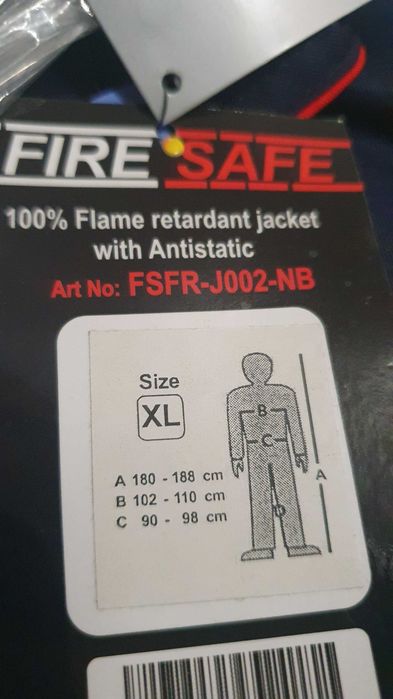 FIRE SAFE
100% Flame retardant jacket
with Antistatic
Art No: FSFR-J002-NB
Size
XL
A 180 - 188 cm
B 102 - 110 cm
C 90 - 98 cm
B
C
A
D